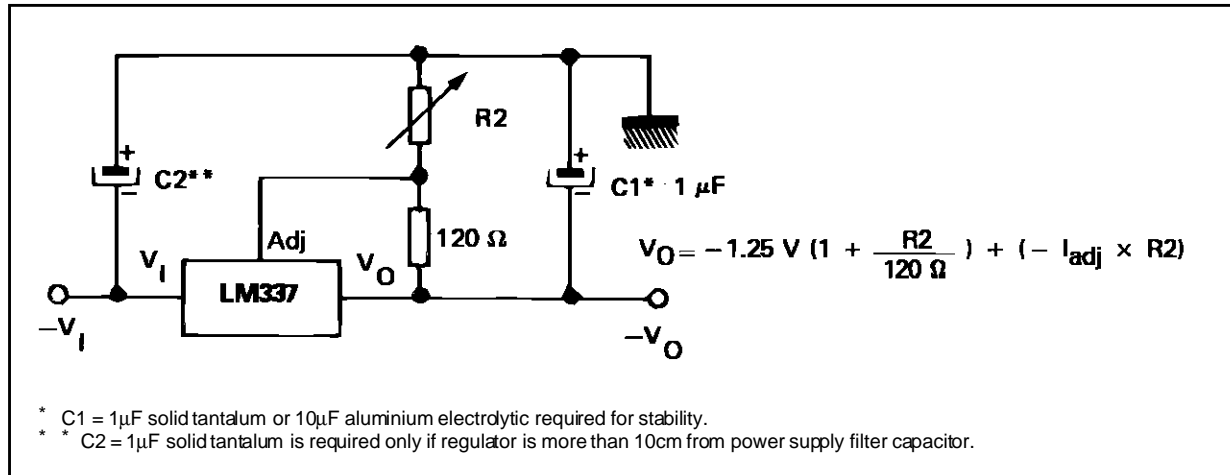 R2
+
C2**
−
+
C1* 1 μF
−
Adj
120 Ω
V_I
V_O
LM337
−V_I
−V_O
V_O = −1.25 V (1 + R2 / 120 Ω ) + (− I_adj × R2)
* C1 = 1μF solid tantalum or 10μF aluminium electrolytic required for stability.
* * C2 = 1μF solid tantalum is required only if regulator is more than 10cm from power supply filter capacitor.